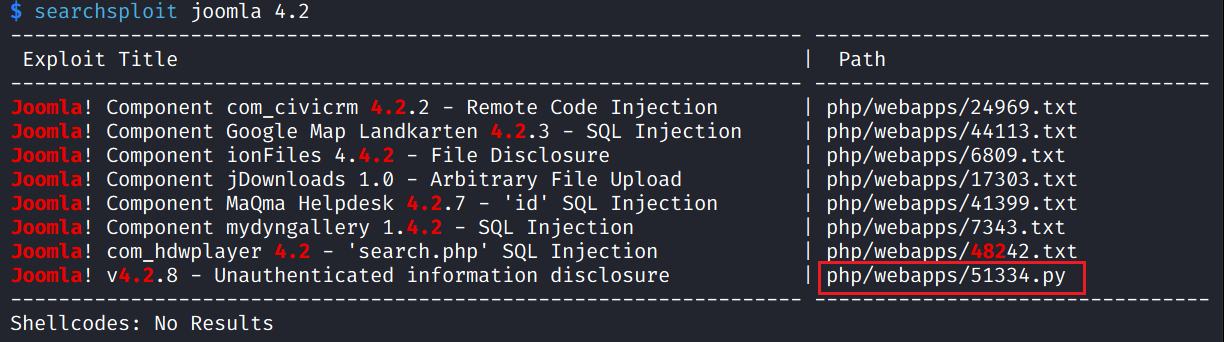 $ searchsploit joomla 4.2
------------------------------------------------------------------ ---------------------------------
Exploit Title | Path
------------------------------------------------------------------ ---------------------------------
Joomla! Component com_civicrm 4.2.2 - Remote Code Injection | php/webapps/24969.txt
Joomla! Component Google Map Landkarten 4.2.3 - SQL Injection | php/webapps/44113.txt
Joomla! Component ionFiles 4.4.2 - File Disclosure | php/webapps/6809.txt
Joomla! Component jDownloads 1.0 - Arbitrary File Upload | php/webapps/17303.txt
Joomla! Component MaQma Helpdesk 4.2.7 - 'id' SQL Injection | php/webapps/41399.txt
Joomla! Component mydyngallery 1.4.2 - SQL Injection | php/webapps/7343.txt
Joomla! com_hdwplayer 4.2 - 'search.php' SQL Injection | php/webapps/48242.txt
Joomla! v4.2.8 - Unauthenticated information disclosure | php/webapps/51334.py
------------------------------------------------------------------ ---------------------------------
Shellcodes: No Results